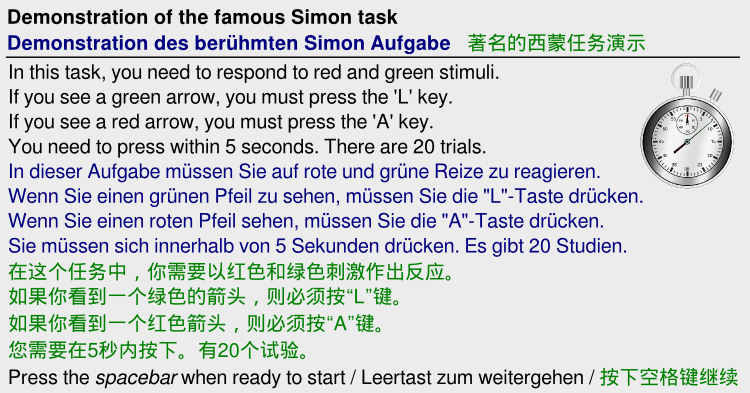 Demonstration of the famous Simon task
Demonstration des berühmten Simon Aufgabe 著名的西蒙任务演示
In this task, you need to respond to red and green stimuli.
If you see a green arrow, you must press the 'L' key.
If you see a red arrow, you must press the 'A' key.
You need to press within 5 seconds. There are 20 trials.
In dieser Aufgabe müssen Sie auf rote und grüne Reize zu reagieren.
Wenn Sie einen grünen Pfeil zu sehen, müssen Sie die "L"-Taste drücken.
Wenn Sie einen roten Pfeil sehen, müssen Sie die "A"-Taste drücken.
Sie müssen sich innerhalb von 5 Sekunden drücken. Es gibt 20 Studien.
在这个任务中，你需要以红色和绿色刺激作出反应。
如果你看到一个绿色的箭头，则必须按“L”键。
如果你看到一个红色箭头，则必须按“A”键。
您需要在5秒内按下。有20个试验。
Press the spacebar when ready to start / Leertast zum weitergehen / 按下空格键继续